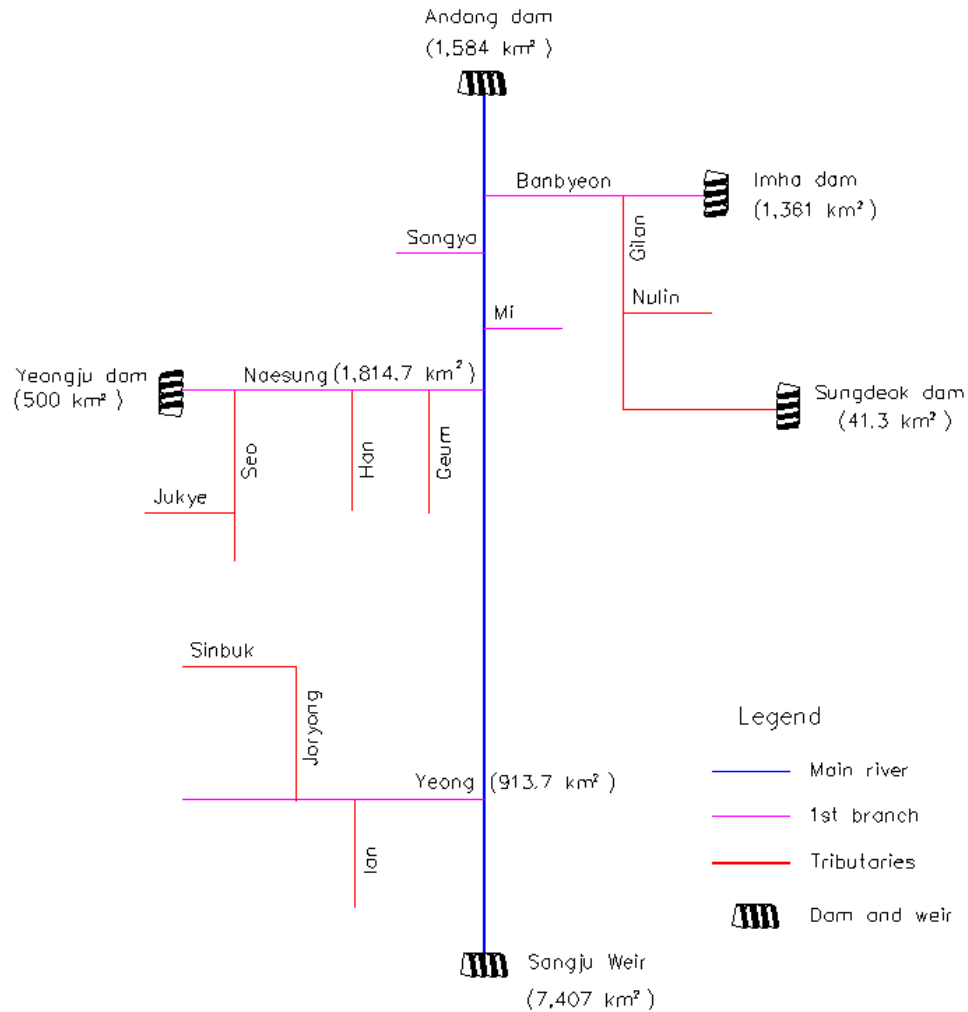 Andong dam
(1,584 km²)
Banbyeon
Imha dam
(1,361 km²)
Gilan
Songya
Nulin
Mi
Yeongju dam
(500 km²)
Naesung (1,814.7 km²)
Sungdeok dam
(41.3 km²)
Seo
Han
Geum
Jukye
Sinbuk
Joryong
Yeong (913.7 km²)
Ian
Legend
Main river
1st branch
Tributaries
Dam and weir
Sangju Weir
(7,407 km²)